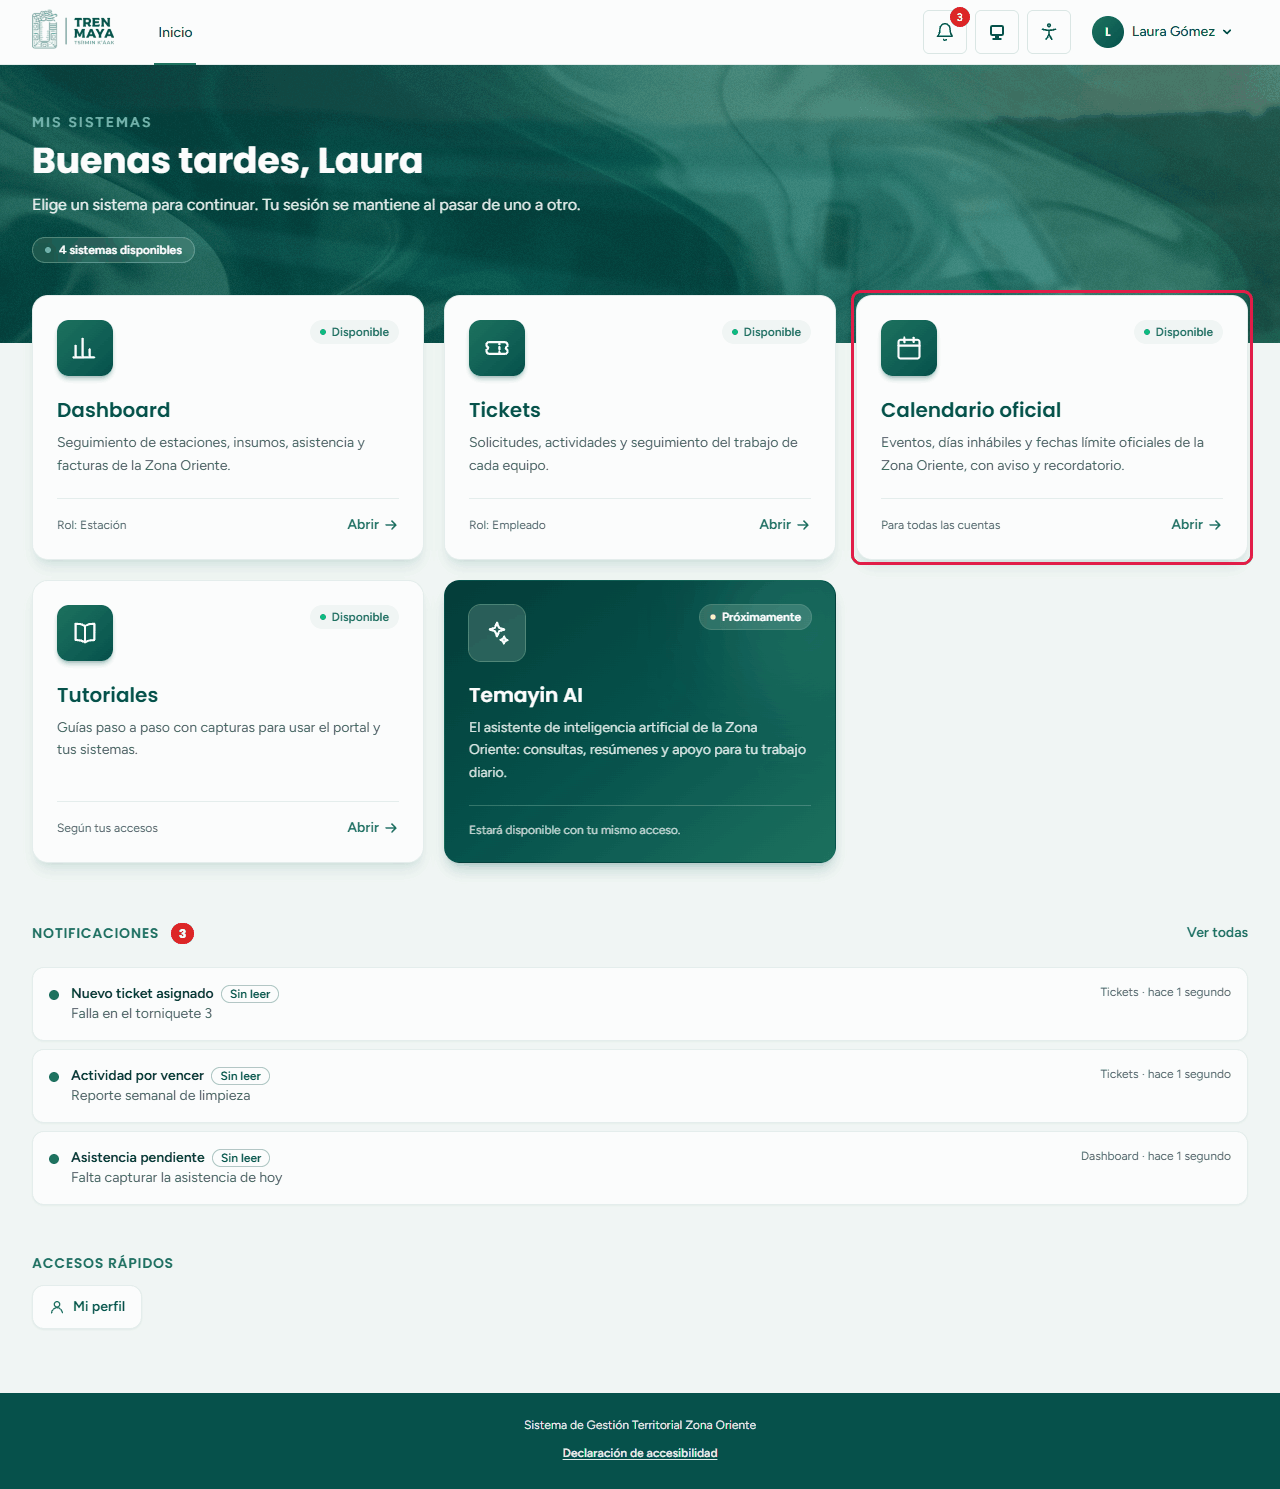 TREN
MAYA
TSÍIMIN K'ÁAK
Inicio
3
L
Laura Gómez
MIS SISTEMAS
Buenas tardes, Laura
Elige un sistema para continuar. Tu sesión se mantiene al pasar de uno a otro.
4 sistemas disponibles
Disponible
Dashboard
Seguimiento de estaciones, insumos, asistencia y
facturas de la Zona Oriente.
Rol: Estación
Abrir
Disponible
Tickets
Solicitudes, actividades y seguimiento del trabajo de
cada equipo.
Rol: Empleado
Abrir
Disponible
Calendario oficial
Eventos, días inhábiles y fechas límite oficiales de la
Zona Oriente, con aviso y recordatorio.
Para todas las cuentas
Abrir
Disponible
Tutoriales
Guías paso a paso con capturas para usar el portal y
tus sistemas.
Según tus accesos
Abrir
Próximamente
Temayin AI
El asistente de inteligencia artificial de la Zona
Oriente: consultas, resúmenes y apoyo para tu trabajo
diario.
Estará disponible con tu mismo acceso.
NOTIFICACIONES 3
Ver todas
Nuevo ticket asignado Sin leer
Tickets · hace 1 segundo
Falla en el torniquete 3
Actividad por vencer Sin leer
Tickets · hace 1 segundo
Reporte semanal de limpieza
Asistencia pendiente Sin leer
Dashboard · hace 1 segundo
Falta capturar la asistencia de hoy
ACCESOS RÁPIDOS
Mi perfil
Sistema de Gestión Territorial Zona Oriente
Declaración de accesibilidad